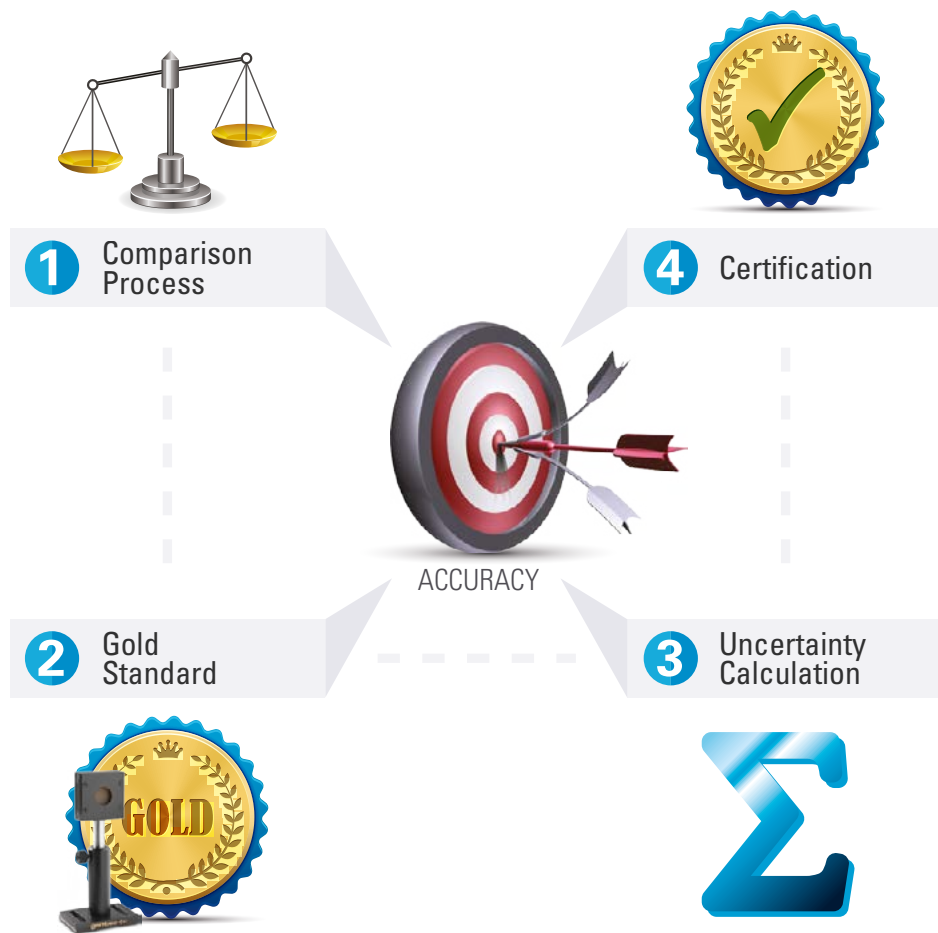 1
Comparison
Process
4
Certification
ACCURACY
2
Gold
Standard
3
Uncertainty
Calculation
GOLD
Σ